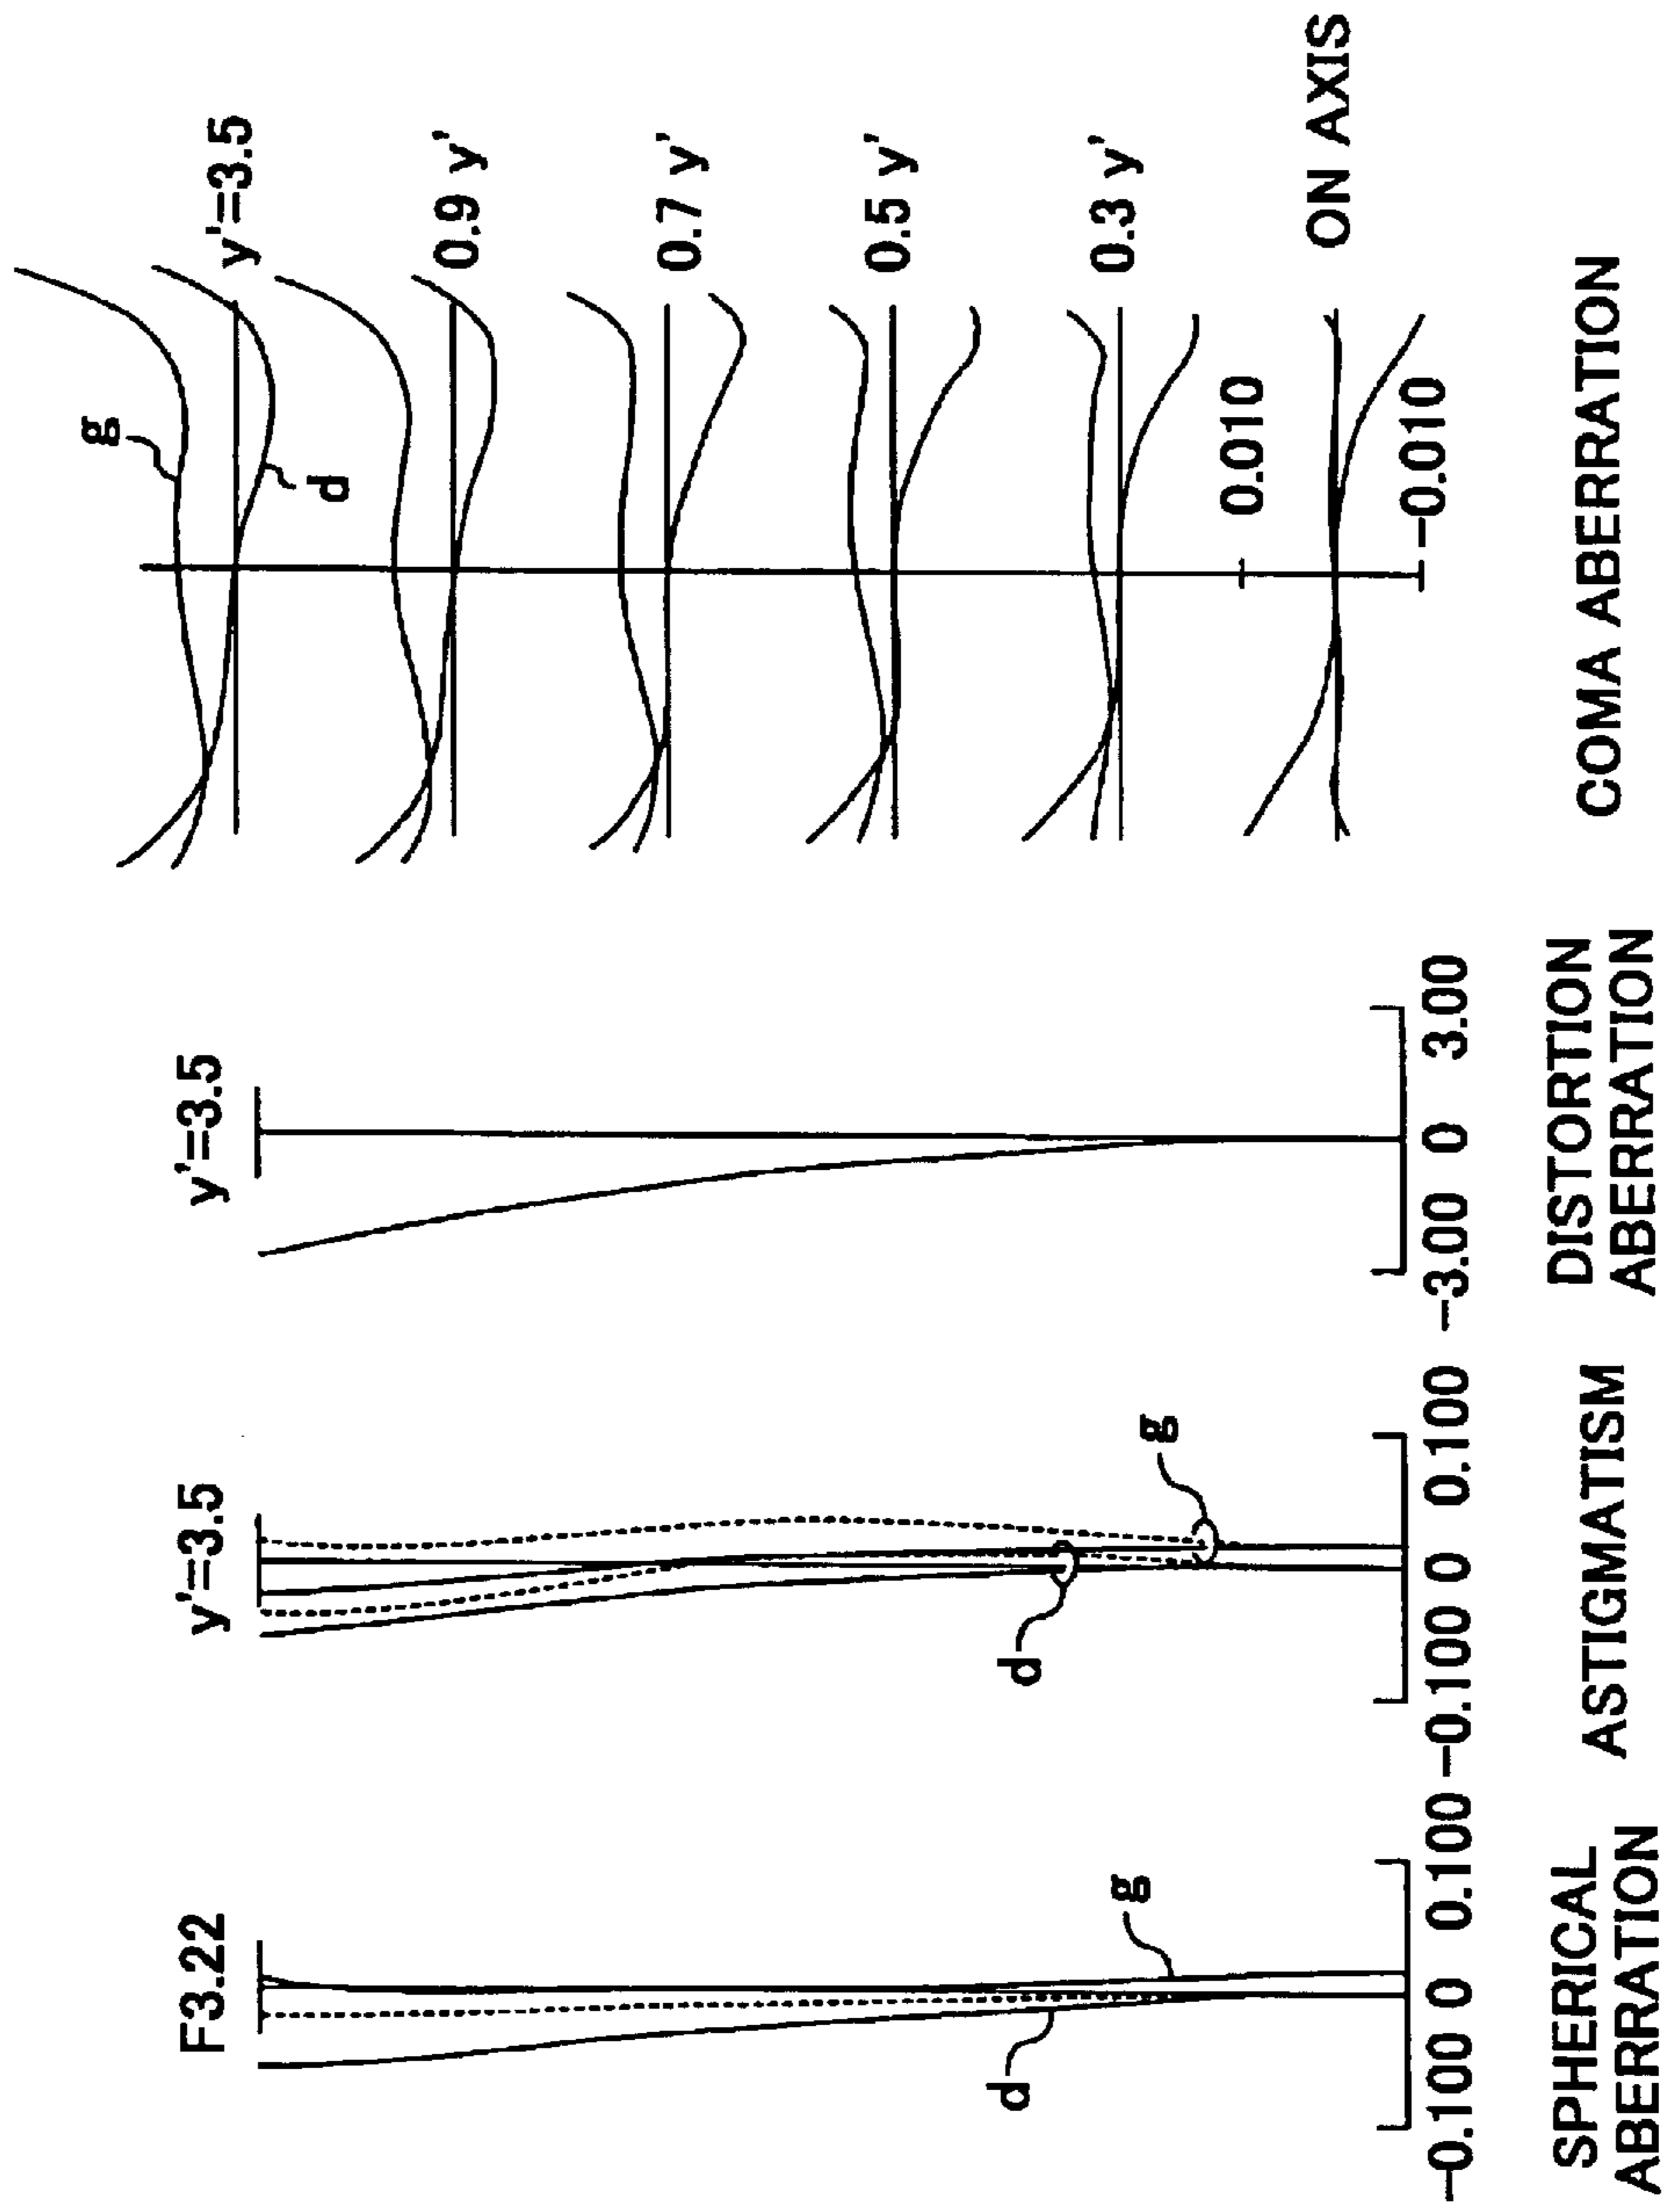 F3.22
g
d
-0.100 0 0.100
SPHERICAL
ABERRATION
y'=3.5
g
d
-0.100 0 0.100
ASTIGMATISM
y'=3.5
-3.00 0 3.00
DISTORTION
ABERRATION
g
d
y'=3.5
0.9 y'
0.7 y'
0.5 y'
0.3 y'
0.010
ON AXIS
-0.010
COMA ABERRATION